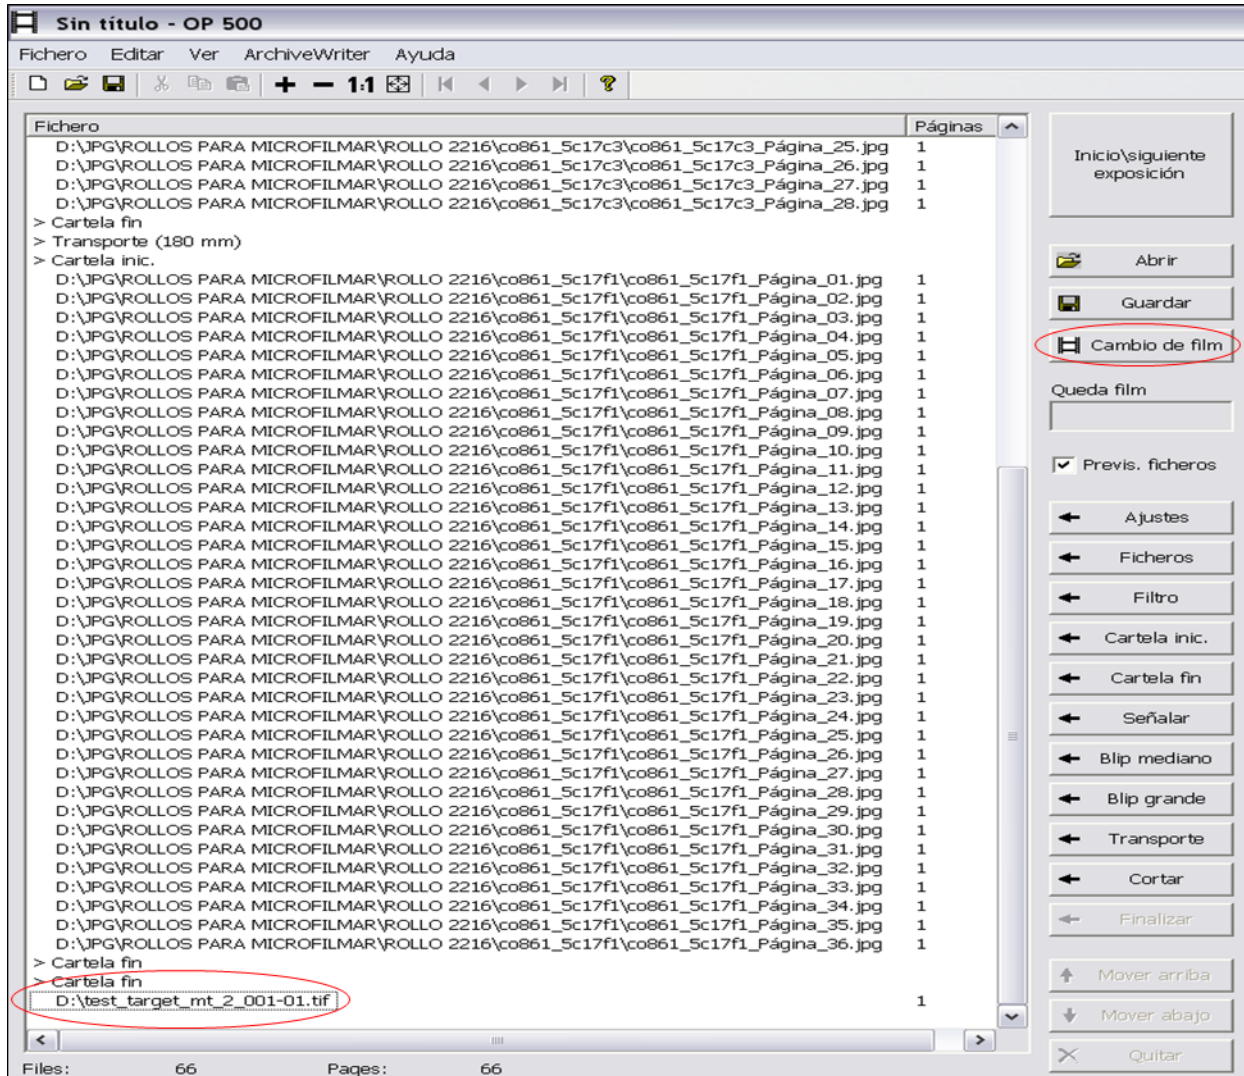 Sin título - OP 500
Fichero Editar Ver ArchiveWriter Ayuda
1:1
Fichero Páginas
D:\JPG\ROLLOS PARA MICROFILMAR\ROLLO 2216\co861_5c17c3\co861_5c17c3_Página_25.jpg 1
D:\JPG\ROLLOS PARA MICROFILMAR\ROLLO 2216\co861_5c17c3\co861_5c17c3_Página_26.jpg 1
D:\JPG\ROLLOS PARA MICROFILMAR\ROLLO 2216\co861_5c17c3\co861_5c17c3_Página_27.jpg 1
D:\JPG\ROLLOS PARA MICROFILMAR\ROLLO 2216\co861_5c17c3\co861_5c17c3_Página_28.jpg 1
> Cartela fin
> Transporte (180 mm)
> Cartela inic.
D:\JPG\ROLLOS PARA MICROFILMAR\ROLLO 2216\co861_5c17f1\co861_5c17f1_Página_01.jpg 1
D:\JPG\ROLLOS PARA MICROFILMAR\ROLLO 2216\co861_5c17f1\co861_5c17f1_Página_02.jpg 1
D:\JPG\ROLLOS PARA MICROFILMAR\ROLLO 2216\co861_5c17f1\co861_5c17f1_Página_03.jpg 1
D:\JPG\ROLLOS PARA MICROFILMAR\ROLLO 2216\co861_5c17f1\co861_5c17f1_Página_04.jpg 1
D:\JPG\ROLLOS PARA MICROFILMAR\ROLLO 2216\co861_5c17f1\co861_5c17f1_Página_05.jpg 1
D:\JPG\ROLLOS PARA MICROFILMAR\ROLLO 2216\co861_5c17f1\co861_5c17f1_Página_06.jpg 1
D:\JPG\ROLLOS PARA MICROFILMAR\ROLLO 2216\co861_5c17f1\co861_5c17f1_Página_07.jpg 1
D:\JPG\ROLLOS PARA MICROFILMAR\ROLLO 2216\co861_5c17f1\co861_5c17f1_Página_08.jpg 1
D:\JPG\ROLLOS PARA MICROFILMAR\ROLLO 2216\co861_5c17f1\co861_5c17f1_Página_09.jpg 1
D:\JPG\ROLLOS PARA MICROFILMAR\ROLLO 2216\co861_5c17f1\co861_5c17f1_Página_10.jpg 1
D:\JPG\ROLLOS PARA MICROFILMAR\ROLLO 2216\co861_5c17f1\co861_5c17f1_Página_11.jpg 1
D:\JPG\ROLLOS PARA MICROFILMAR\ROLLO 2216\co861_5c17f1\co861_5c17f1_Página_12.jpg 1
D:\JPG\ROLLOS PARA MICROFILMAR\ROLLO 2216\co861_5c17f1\co861_5c17f1_Página_13.jpg 1
D:\JPG\ROLLOS PARA MICROFILMAR\ROLLO 2216\co861_5c17f1\co861_5c17f1_Página_14.jpg 1
D:\JPG\ROLLOS PARA MICROFILMAR\ROLLO 2216\co861_5c17f1\co861_5c17f1_Página_15.jpg 1
D:\JPG\ROLLOS PARA MICROFILMAR\ROLLO 2216\co861_5c17f1\co861_5c17f1_Página_16.jpg 1
D:\JPG\ROLLOS PARA MICROFILMAR\ROLLO 2216\co861_5c17f1\co861_5c17f1_Página_17.jpg 1
D:\JPG\ROLLOS PARA MICROFILMAR\ROLLO 2216\co861_5c17f1\co861_5c17f1_Página_18.jpg 1
D:\JPG\ROLLOS PARA MICROFILMAR\ROLLO 2216\co861_5c17f1\co861_5c17f1_Página_19.jpg 1
D:\JPG\ROLLOS PARA MICROFILMAR\ROLLO 2216\co861_5c17f1\co861_5c17f1_Página_20.jpg 1
D:\JPG\ROLLOS PARA MICROFILMAR\ROLLO 2216\co861_5c17f1\co861_5c17f1_Página_21.jpg 1
D:\JPG\ROLLOS PARA MICROFILMAR\ROLLO 2216\co861_5c17f1\co861_5c17f1_Página_22.jpg 1
D:\JPG\ROLLOS PARA MICROFILMAR\ROLLO 2216\co861_5c17f1\co861_5c17f1_Página_23.jpg 1
D:\JPG\ROLLOS PARA MICROFILMAR\ROLLO 2216\co861_5c17f1\co861_5c17f1_Página_24.jpg 1
D:\JPG\ROLLOS PARA MICROFILMAR\ROLLO 2216\co861_5c17f1\co861_5c17f1_Página_25.jpg 1
D:\JPG\ROLLOS PARA MICROFILMAR\ROLLO 2216\co861_5c17f1\co861_5c17f1_Página_26.jpg 1
D:\JPG\ROLLOS PARA MICROFILMAR\ROLLO 2216\co861_5c17f1\co861_5c17f1_Página_27.jpg 1
D:\JPG\ROLLOS PARA MICROFILMAR\ROLLO 2216\co861_5c17f1\co861_5c17f1_Página_28.jpg 1
D:\JPG\ROLLOS PARA MICROFILMAR\ROLLO 2216\co861_5c17f1\co861_5c17f1_Página_29.jpg 1
D:\JPG\ROLLOS PARA MICROFILMAR\ROLLO 2216\co861_5c17f1\co861_5c17f1_Página_30.jpg 1
D:\JPG\ROLLOS PARA MICROFILMAR\ROLLO 2216\co861_5c17f1\co861_5c17f1_Página_31.jpg 1
D:\JPG\ROLLOS PARA MICROFILMAR\ROLLO 2216\co861_5c17f1\co861_5c17f1_Página_32.jpg 1
D:\JPG\ROLLOS PARA MICROFILMAR\ROLLO 2216\co861_5c17f1\co861_5c17f1_Página_33.jpg 1
D:\JPG\ROLLOS PARA MICROFILMAR\ROLLO 2216\co861_5c17f1\co861_5c17f1_Página_34.jpg 1
D:\JPG\ROLLOS PARA MICROFILMAR\ROLLO 2216\co861_5c17f1\co861_5c17f1_Página_35.jpg 1
D:\JPG\ROLLOS PARA MICROFILMAR\ROLLO 2216\co861_5c17f1\co861_5c17f1_Página_36.jpg 1
> Cartela fin
> Cartela fin
D:\test_target_mt_2_001-01.tif 1
Files: 66 Pages: 66
Inicio\siguiente
exposición
Abrir
Guardar
Cambio de film
Queda film
Previs. ficheros
Ajustes
Ficheros
Filtro
Cartela inic.
Cartela fin
Señalar
Blip mediano
Blip grande
Transporte
Cortar
Finalizar
Mover arriba
Mover abajo
Quitar